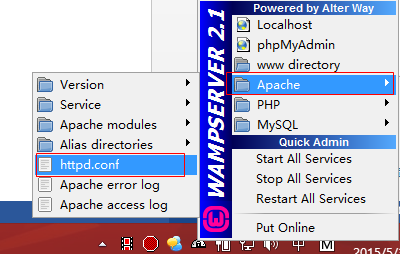 Powered by Alter Way
Localhost
phpMyAdmin
www directory
Apache
PHP
MySQL
Quick Admin
Start All Services
Stop All Services
Restart All Services
Put Online
WAMPSERVER 2.1
Version
Service
Apache modules
Alias directories
httpd.conf
Apache error log
Apache access log
中
M
2015/5/